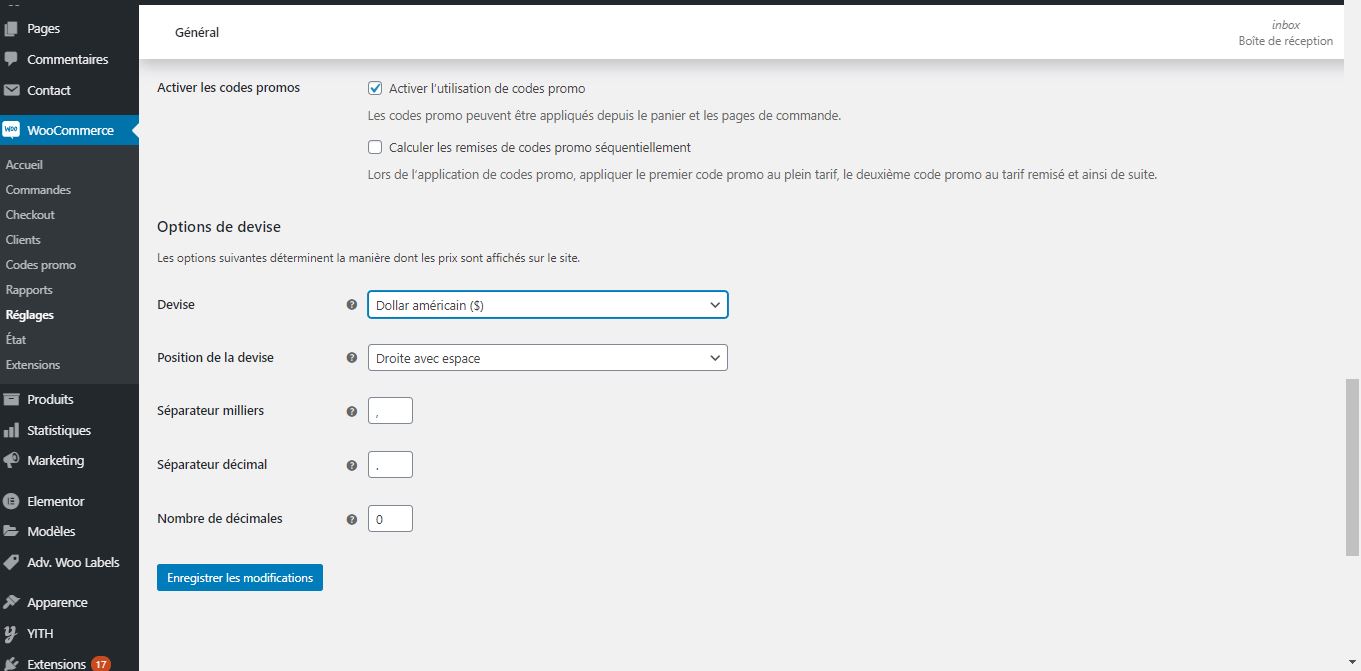 Pages
Commentaires
Contact
WooCommerce
Accueil
Commandes
Checkout
Clients
Codes promo
Rapports
Réglages
État
Extensions
Produits
Statistiques
Marketing
Elementor
Modèles
Adv. Woo Labels
Apparence
YITH
Extensions 17
Général
inbox
Boîte de réception
Activer les codes promos
Activer l'utilisation de codes promo
Les codes promo peuvent être appliqués depuis le panier et les pages de commande.
Calculer les remises de codes promo séquentiellement
Lors de l'application de codes promo, appliquer le premier code promo au plein tarif, le deuxième code promo au tarif remisé et ainsi de suite.
Options de devise
Les options suivantes déterminent la manière dont les prix sont affichés sur le site.
Devise ? Dollar américain ($)
Position de la devise ? Droite avec espace
Séparateur milliers ? ,
Séparateur décimal ? .
Nombre de décimales ? 0
Enregistrer les modifications